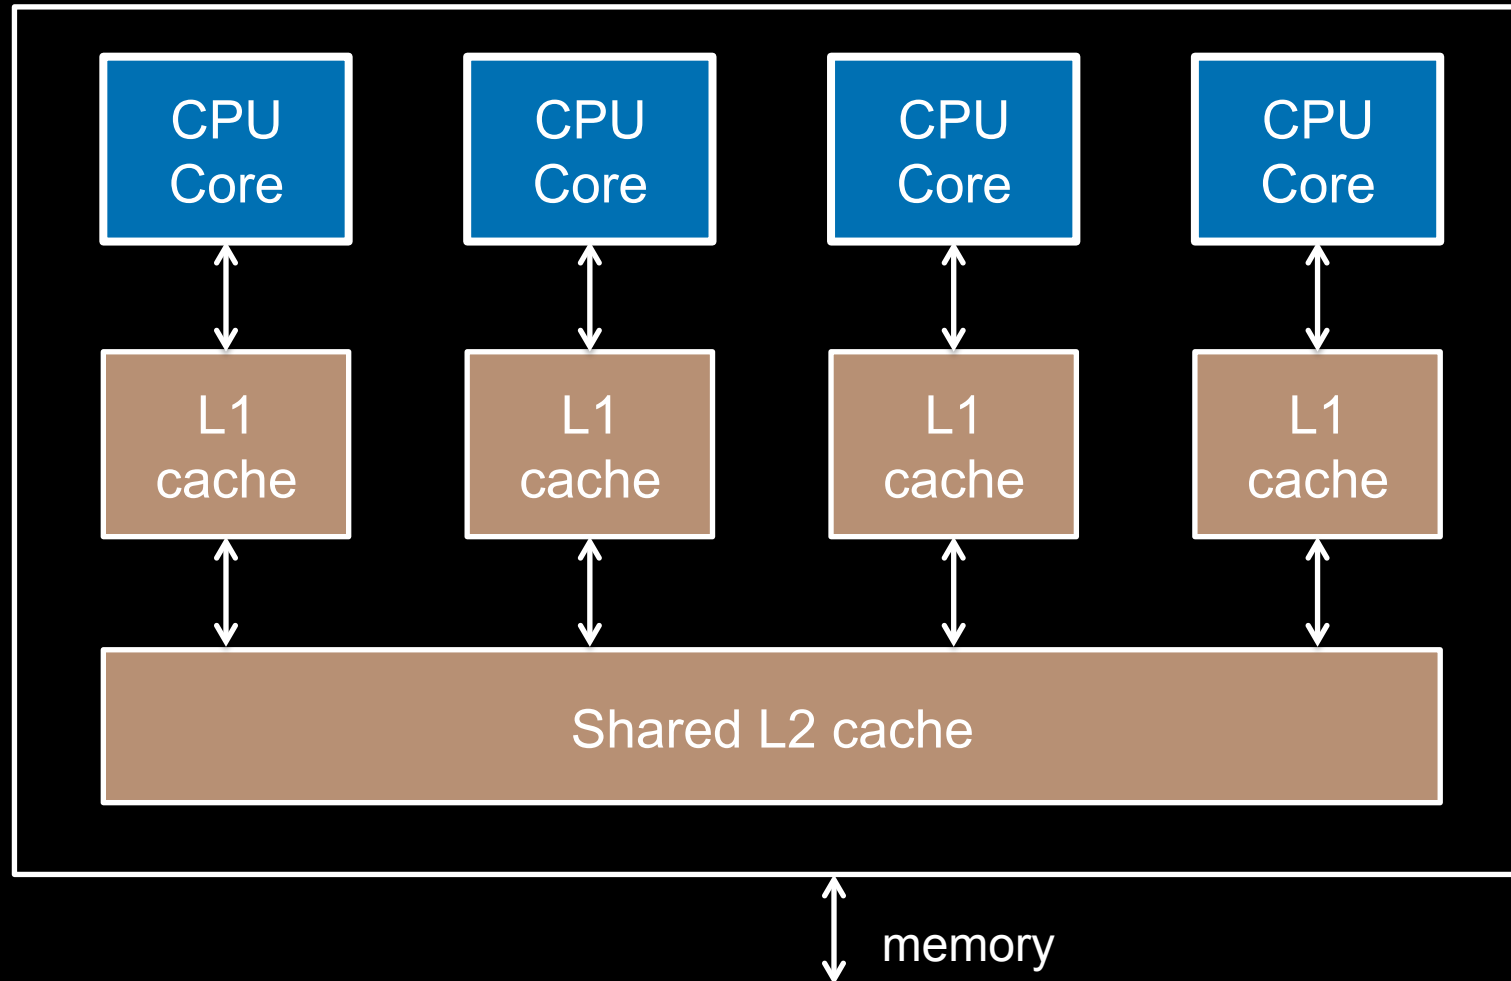 CPU
Core
CPU
Core
CPU
Core
CPU
Core
L1
cache
L1
cache
L1
cache
L1
cache
Shared L2 cache
memory